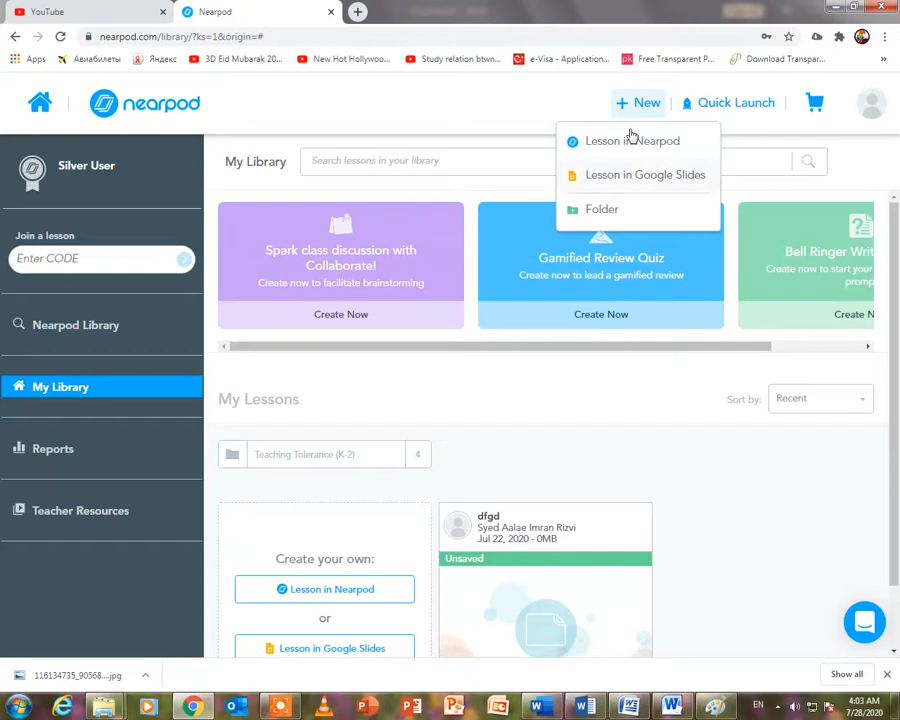 YouTube
Nearpod
nearpod.com/library/?ks=1&origin=#
Apps
Авиабилеты
Яндекс
3D Eid Mubarak 20...
New Hot Hollywoo...
Study relation btwn...
e-Visa - Application...
Free Transparent P...
Download Transpar...
nearpod
+ New
Quick Launch
Silver User
Join a lesson
Enter CODE
Nearpod Library
My Library
Reports
Teacher Resources
My Library
Search lessons in your library
Lesson in Nearpod
Lesson in Google Slides
Folder
Spark class discussion with
Collaborate!
Create now to facilitate brainstorming
Create Now
Gamified Review Quiz
Create now to lead a gamified review
Create Now
Bell Ringer Writ
Create now to start your
promp
Create N
My Lessons
Sort by:
Recent
Teaching Tolerance (K-2)
4
Create your own:
Lesson in Nearpod
or
Lesson in Google Slides
dfgd
Syed Aalae Imran Rizvi
Jul 22, 2020 - 0MB
Unsaved
116134735_90568....jpg
Show all
EN
4:03 AM
7/28/2020